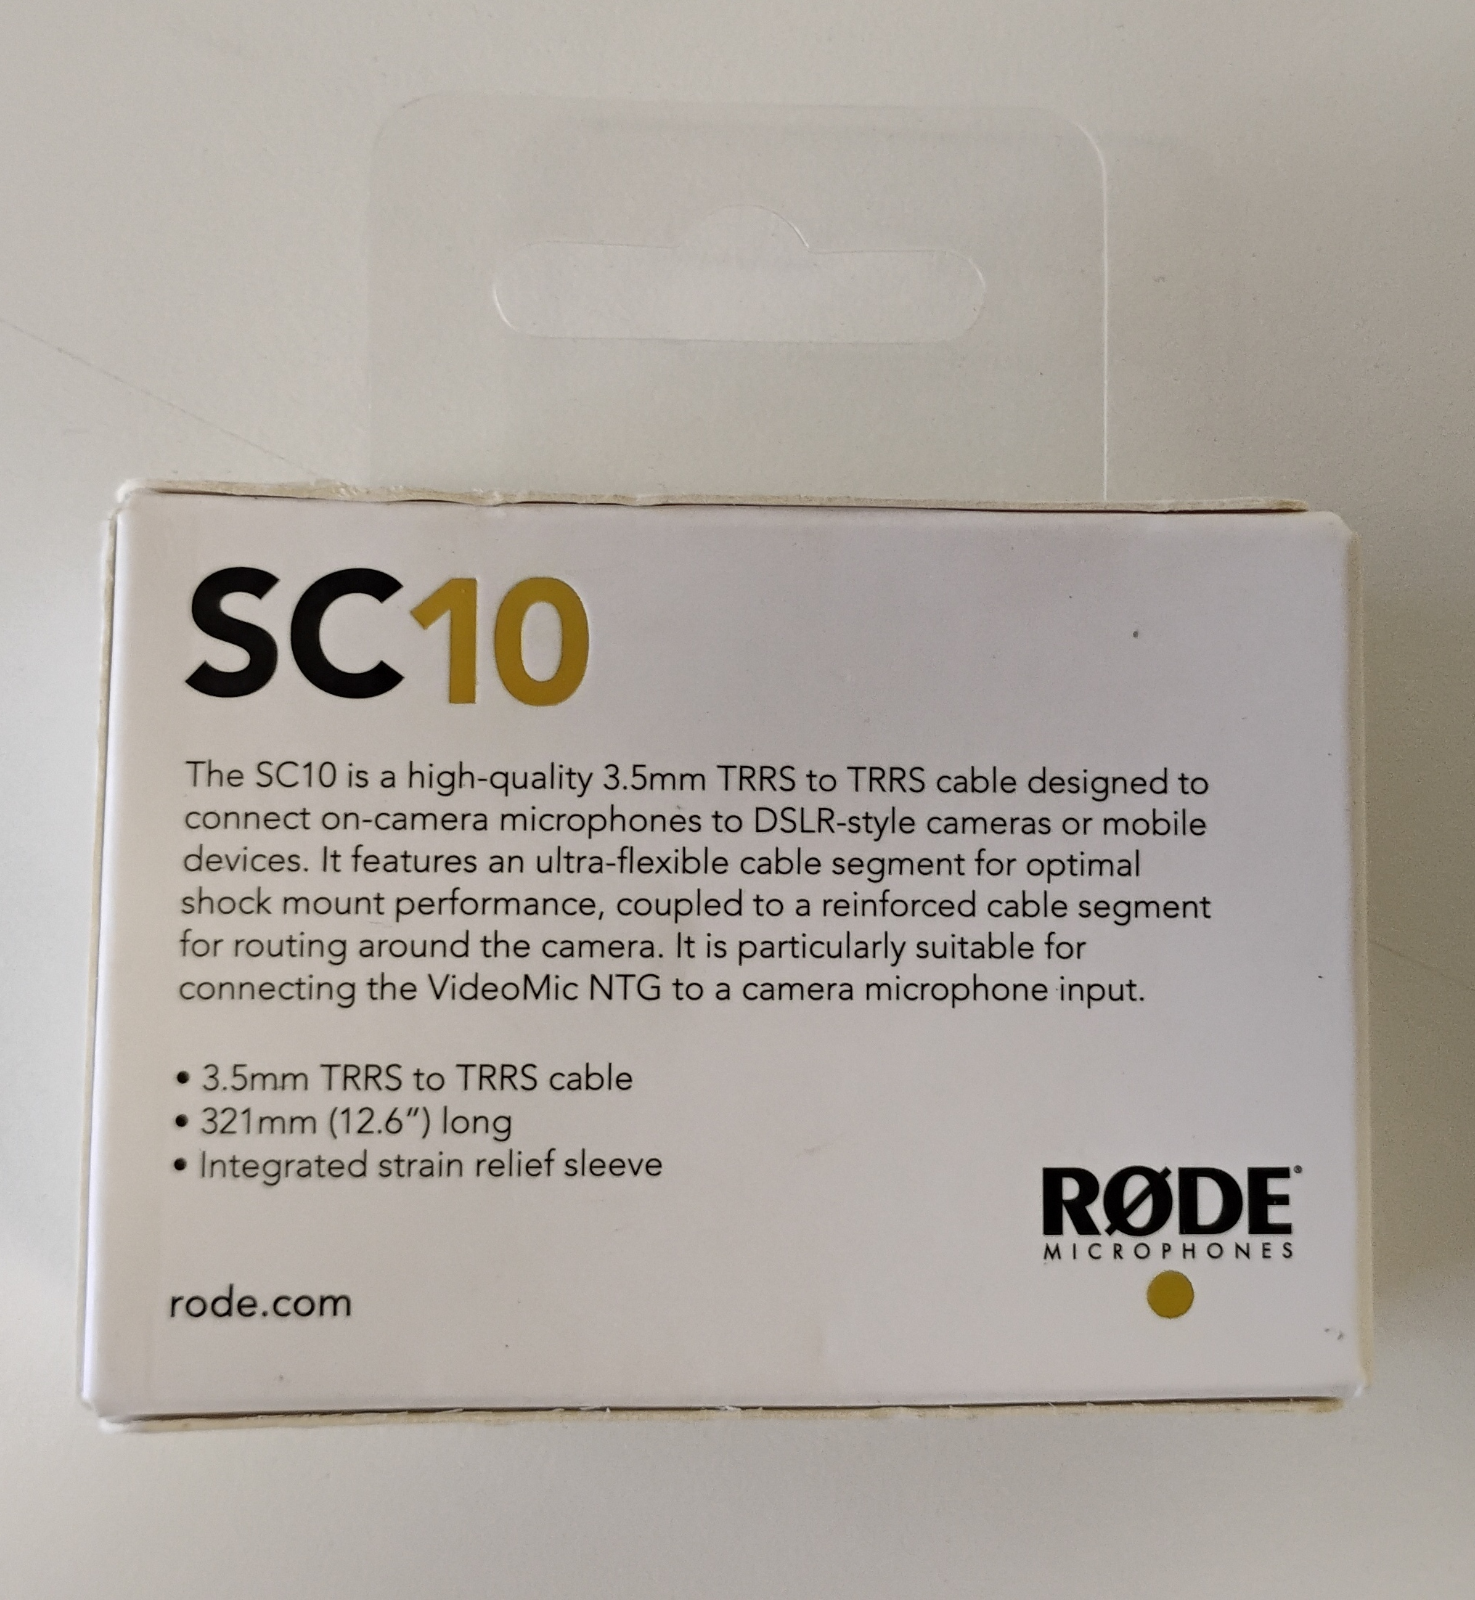 SC10
The SC10 is a high-quality 3.5mm TRRS to TRRS cable designed to
connect on-camera microphones to DSLR-style cameras or mobile
devices. It features an ultra-flexible cable segment for optimal
shock mount performance, coupled to a reinforced cable segment
for routing around the camera. It is particularly suitable for
connecting the VideoMic NTG to a camera microphone input.
• 3.5mm TRRS to TRRS cable
• 321mm (12.6”) long
• Integrated strain relief sleeve
RØDE®
MICROPHONES
rode.com